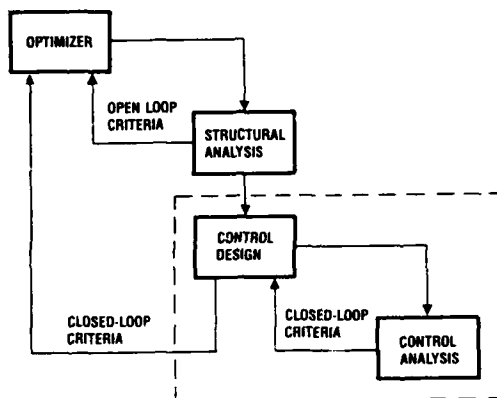 OPTIMIZER
OPEN LOOP
CRITERIA
STRUCTURAL
ANALYSIS
CONTROL
DESIGN
CLOSED-LOOP
CRITERIA
CLOSED-LOOP
CRITERIA
CONTROL
ANALYSIS